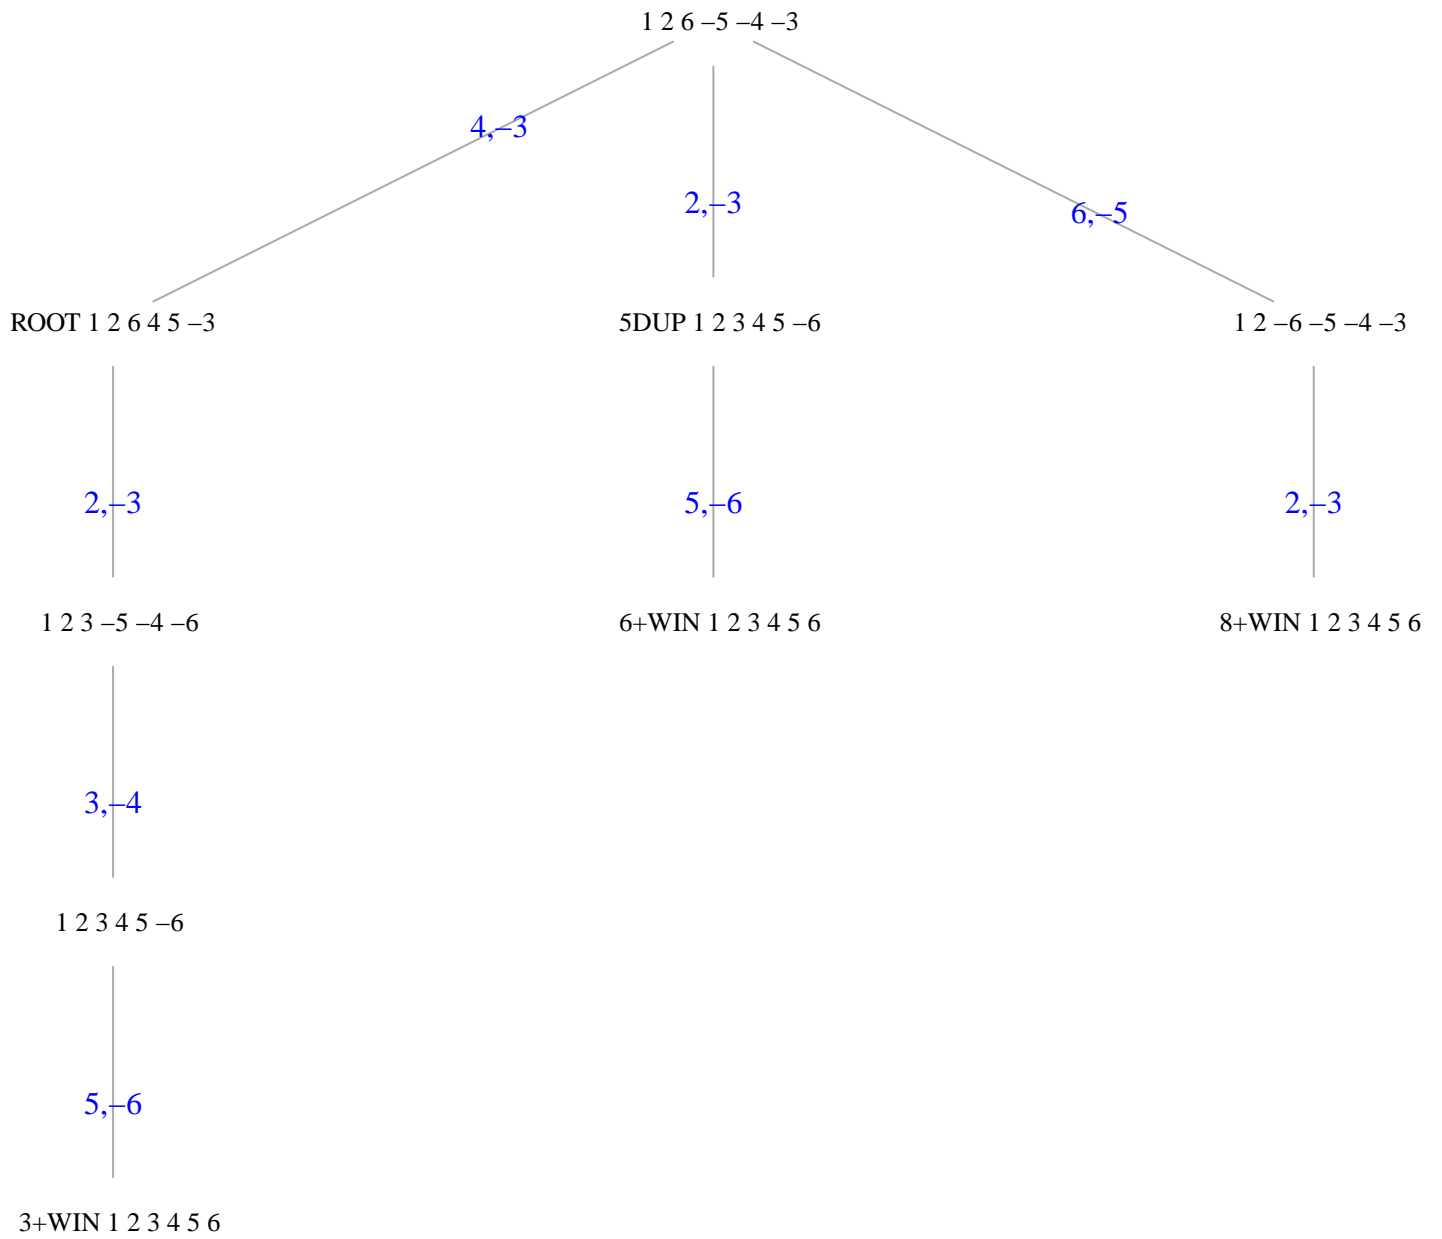 1 2 6 –5 –4 –3
4,–3
2,–3
6,–5
ROOT 1 2 6 4 5 –3
5DUP 1 2 3 4 5 –6
1 2 –6 –5 –4 –3
2,–3
5,–6
2,–3
1 2 3 –5 –4 –6
6+WIN 1 2 3 4 5 6
8+WIN 1 2 3 4 5 6
3,–4
1 2 3 4 5 –6
5,–6
3+WIN 1 2 3 4 5 6